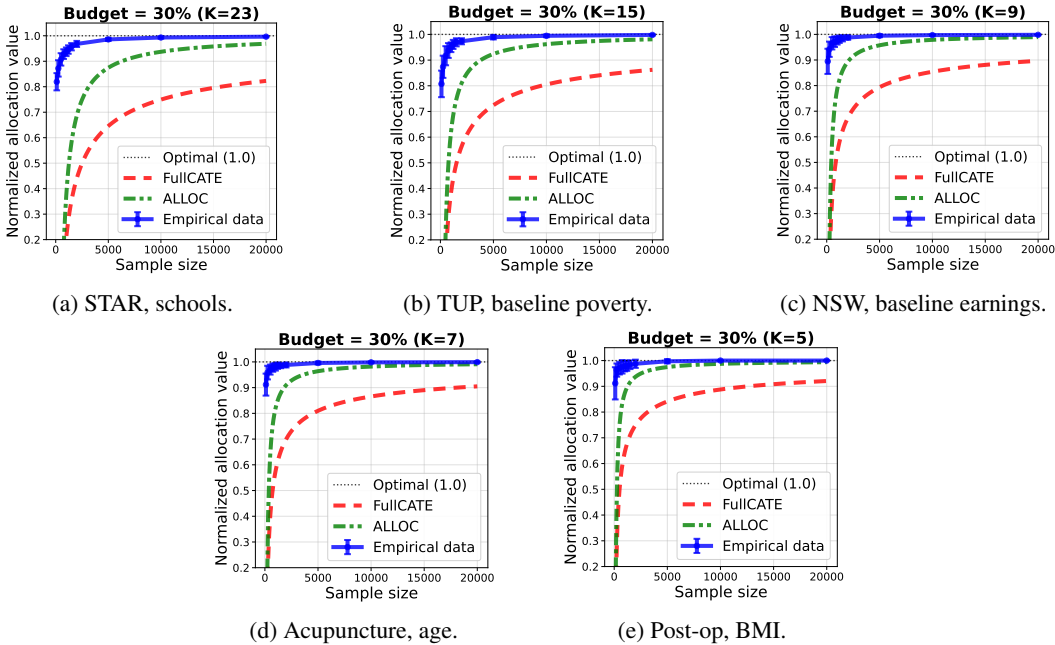 Budget = 30% (K=23)
Normalized allocation value
1.0
0.9
0.8
0.7
0.6
0.5
0.4
0.3
0.2
Optimal (1.0)
FullCATE
ALLOC
Empirical data
0 5000 10000 15000 20000
Sample size
(a) STAR, schools.
Budget = 30% (K=15)
Normalized allocation value
1.0
0.9
0.8
0.7
0.6
0.5
0.4
0.3
0.2
Optimal (1.0)
FullCATE
ALLOC
Empirical data
0 5000 10000 15000 20000
Sample size
(b) TUP, baseline poverty.
Budget = 30% (K=9)
Normalized allocation value
1.0
0.9
0.8
0.7
0.6
0.5
0.4
0.3
0.2
Optimal (1.0)
FullCATE
ALLOC
Empirical data
0 5000 10000 15000 20000
Sample size
(c) NSW, baseline earnings.
Budget = 30% (K=7)
Normalized allocation value
1.0
0.9
0.8
0.7
0.6
0.5
0.4
0.3
0.2
Optimal (1.0)
FullCATE
ALLOC
Empirical data
0 5000 10000 15000 20000
Sample size
(d) Acupuncture, age.
Budget = 30% (K=5)
Normalized allocation value
1.0
0.9
0.8
0.7
0.6
0.5
0.4
0.3
0.2
Optimal (1.0)
FullCATE
ALLOC
Empirical data
0 5000 10000 15000 20000
Sample size
(e) Post-op, BMI.